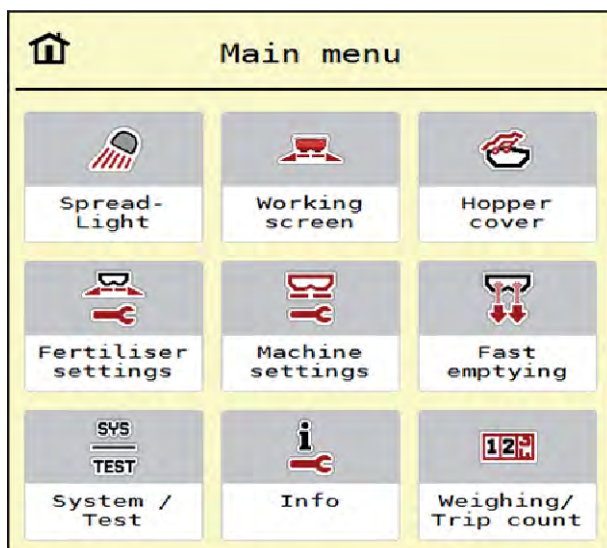 Main menu
Spread-
Light
Working
screen
Hopper
cover
Fertiliser
settings
Machine
settings
Fast
emptying
SYS
TEST
System /
Test
i
Info
12
Weighing/
Trip count